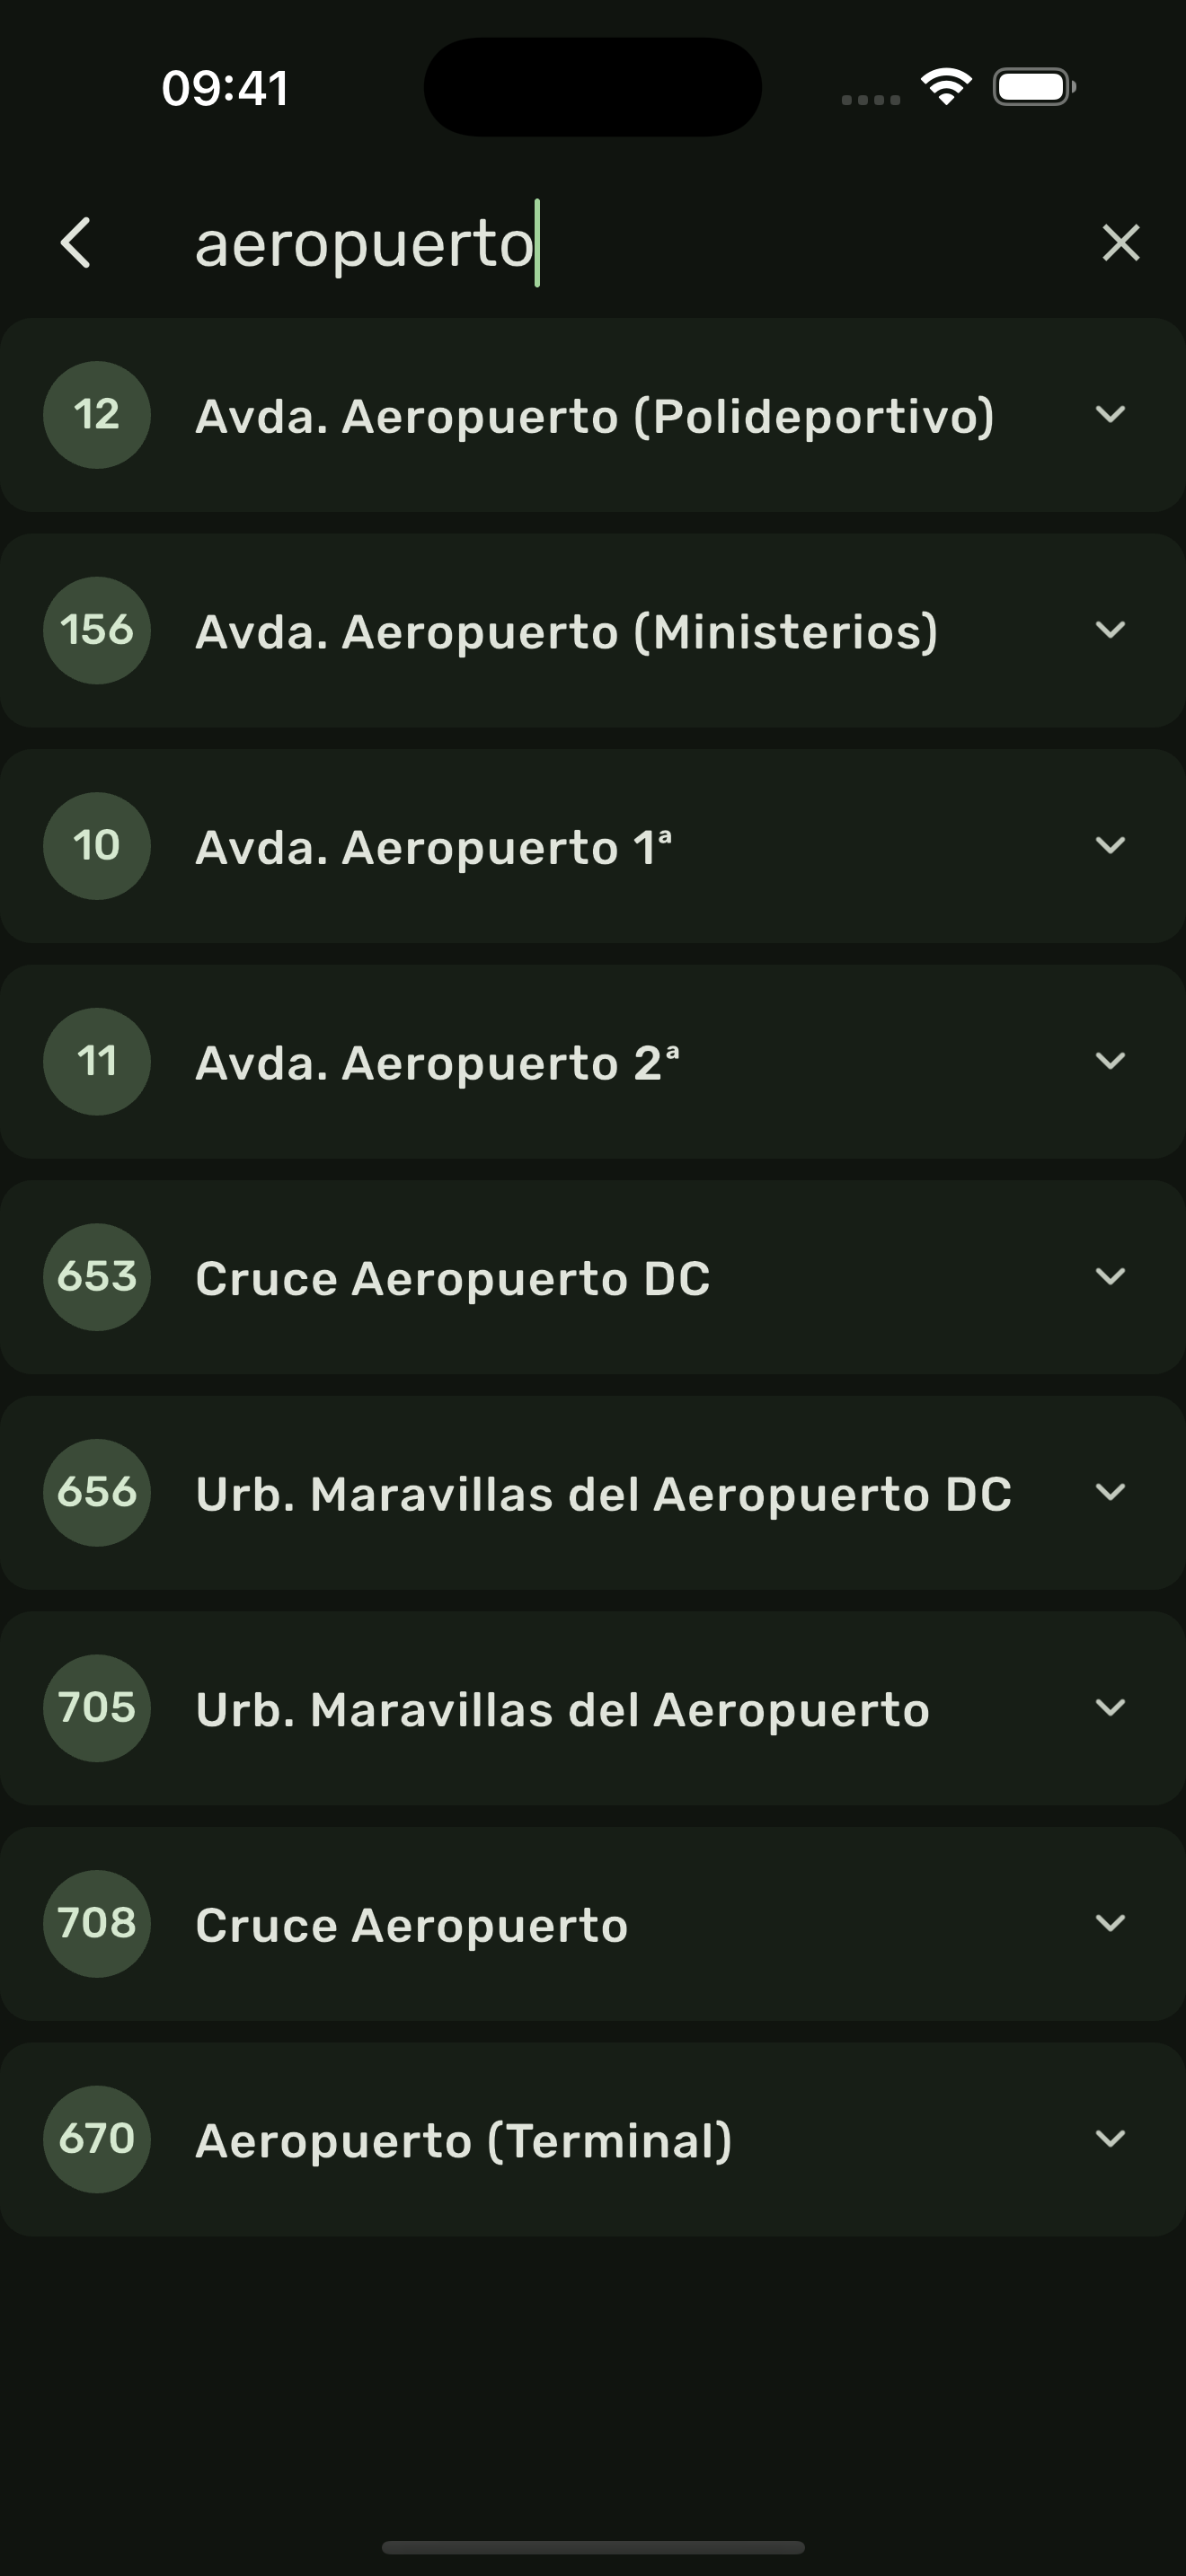 09:41
aeropuerto
12 Avda. Aeropuerto (Polideportivo)
156 Avda. Aeropuerto (Ministerios)
10 Avda. Aeropuerto 1ª
11 Avda. Aeropuerto 2ª
653 Cruce Aeropuerto DC
656 Urb. Maravillas del Aeropuerto DC
705 Urb. Maravillas del Aeropuerto
708 Cruce Aeropuerto
670 Aeropuerto (Terminal)